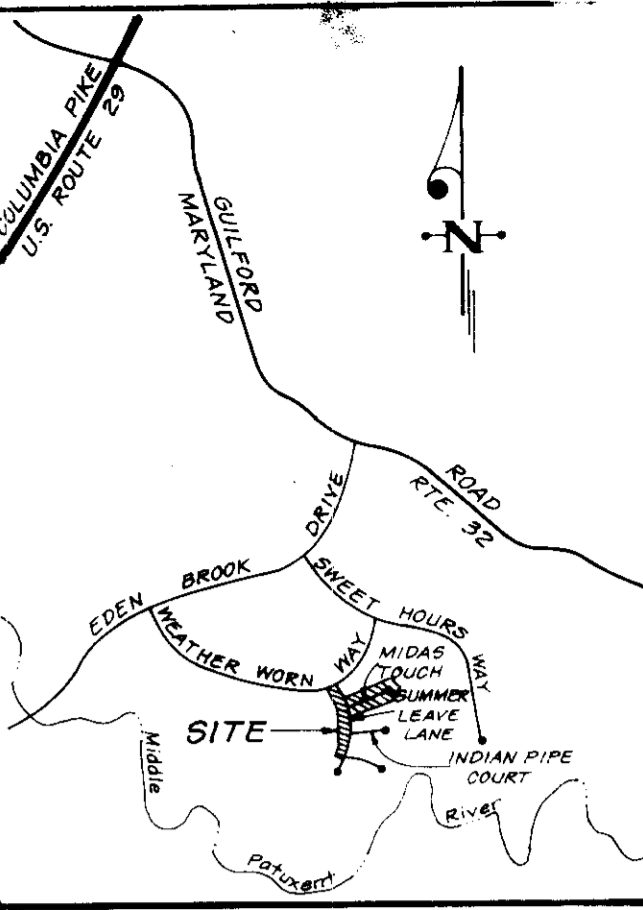 COLUMBIA PIKE
U.S. ROUTE 29
GUILFORD
MARYLAND
N
ROAD
RTE. 32
EDEN BROOK DRIVE
SWEET HOURS WAY
WEATHER WORN WAY
MIDAS
TOUCH
SUMMER
LEAVE
LANE
SITE
INDIAN PIPE
COURT
Middle
Patuxent
River